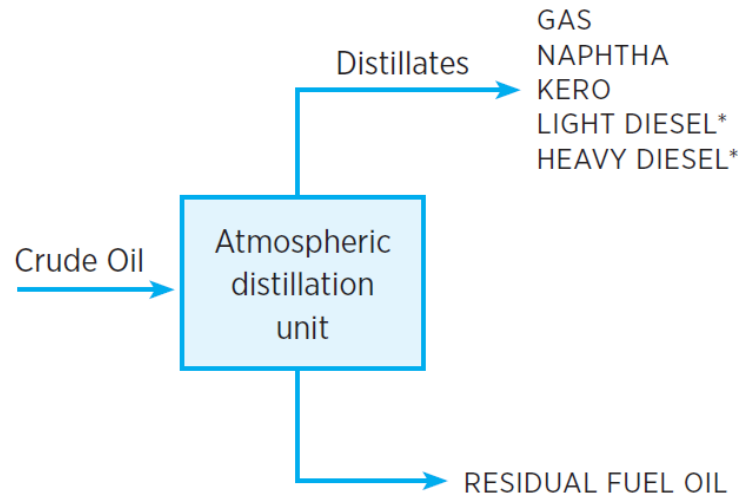 GAS
NAPHTHA
Distillates
KERO
LIGHT DIESEL*
HEAVY DIESEL*
Crude Oil
Atmospheric
distillation
unit
RESIDUAL FUEL OIL